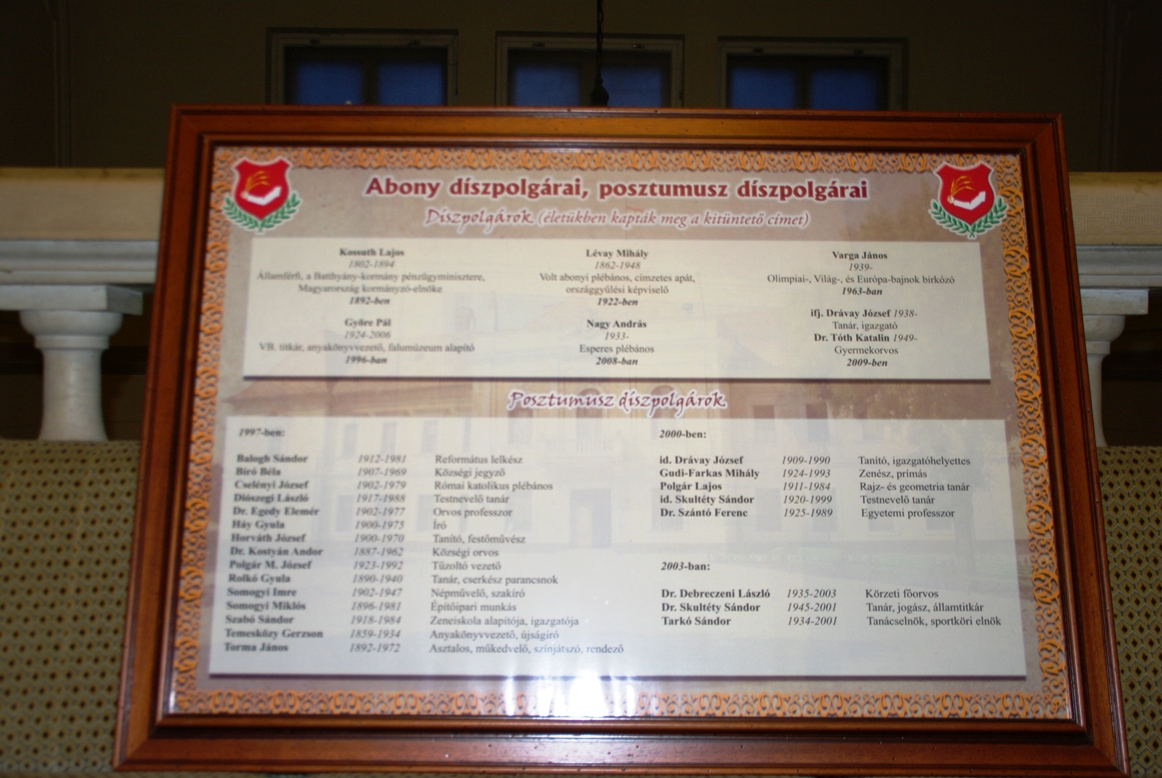 Abony díszpolgárai, posztumusz díszpolgárai
Díszpolgárok (életükben kapták meg a kitüntető címet)
Kossuth Lajos
1802-1894
Államférfi, a Batthyány-kormány pénzügyminisztere,
Magyarország kormányzó-elnöke
1892-ben
Lévay Mihály
1862-1948
Volt abonyi plébános, címzetes apát,
országgyűlési képviselő
1922-ben
Varga János
1939-
Olimpiai-, Világ-, és Európa-bajnok birkózó
1963-ban
Győre Pál
1924-2006
VB. titkár, anyakönyvvezető, falumúzeum alapító
1996-ban
Nagy András
1933-
Esperes plébános
2008-ban
ifj. Drávay József 1938-
Tanár, igazgató
Dr. Tóth Katalin 1949-
Gyermekorvos
2009-ben
Posztumusz díszpolgárok
1997-ben:
Balogh Sándor 1912-1981 Református lelkész
Bíró Béla 1907-1969 Községi jegyző
Cselényi József 1902-1979 Római katolikus plébános
Diószegi László 1917-1988 Testnevelő tanár
Dr. Egedy Elemér 1902-1977 Orvos professzor
Háy Gyula 1900-1975 Író
Horváth József 1900-1970 Tanító, festőművész
Dr. Kostyán Andor 1887-1962 Községi orvos
Polgár M. József 1923-1992 Tűzoltó vezető
Rolkó Gyula 1890-1940 Tanár, cserkész parancsnok
Somogyi Imre 1902-1947 Népművelő, szakíró
Somogyi Miklós 1896-1981 Építőipari munkás
Szabó Sándor 1918-1984 Zeneiskola alapítója, igazgatója
Temesközy Gerzson 1859-1934 Anyakönyvvezető, újságíró
Torma János 1892-1972 Asztalos, műkedvelő, színjátszó, rendező
2000-ben:
id. Drávay József 1909-1990 Tanító, igazgatóhelyettes
Gudi-Farkas Mihály 1924-1993 Zenész, prímás
Polgár Lajos 1911-1984 Rajz- és geometria tanár
id. Skultéty Sándor 1920-1999 Testnevelő tanár
Dr. Szántó Ferenc 1925-1989 Egyetemi professzor
2003-ban:
Dr. Debreczeni László 1935-2003 Körzeti főorvos
Dr. Skultéty Sándor 1945-2001 Tanár, jogász, államtitkár
Tarkó Sándor 1934-2001 Tanácselnök, sportköri elnök